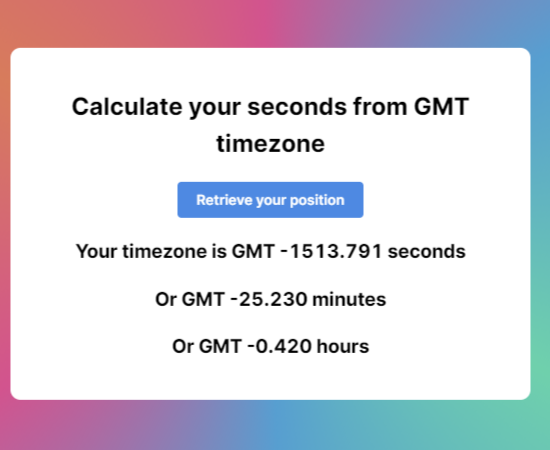 Calculate your seconds from GMT
timezone
Retrieve your position
Your timezone is GMT -1513.791 seconds
Or GMT -25.230 minutes
Or GMT -0.420 hours